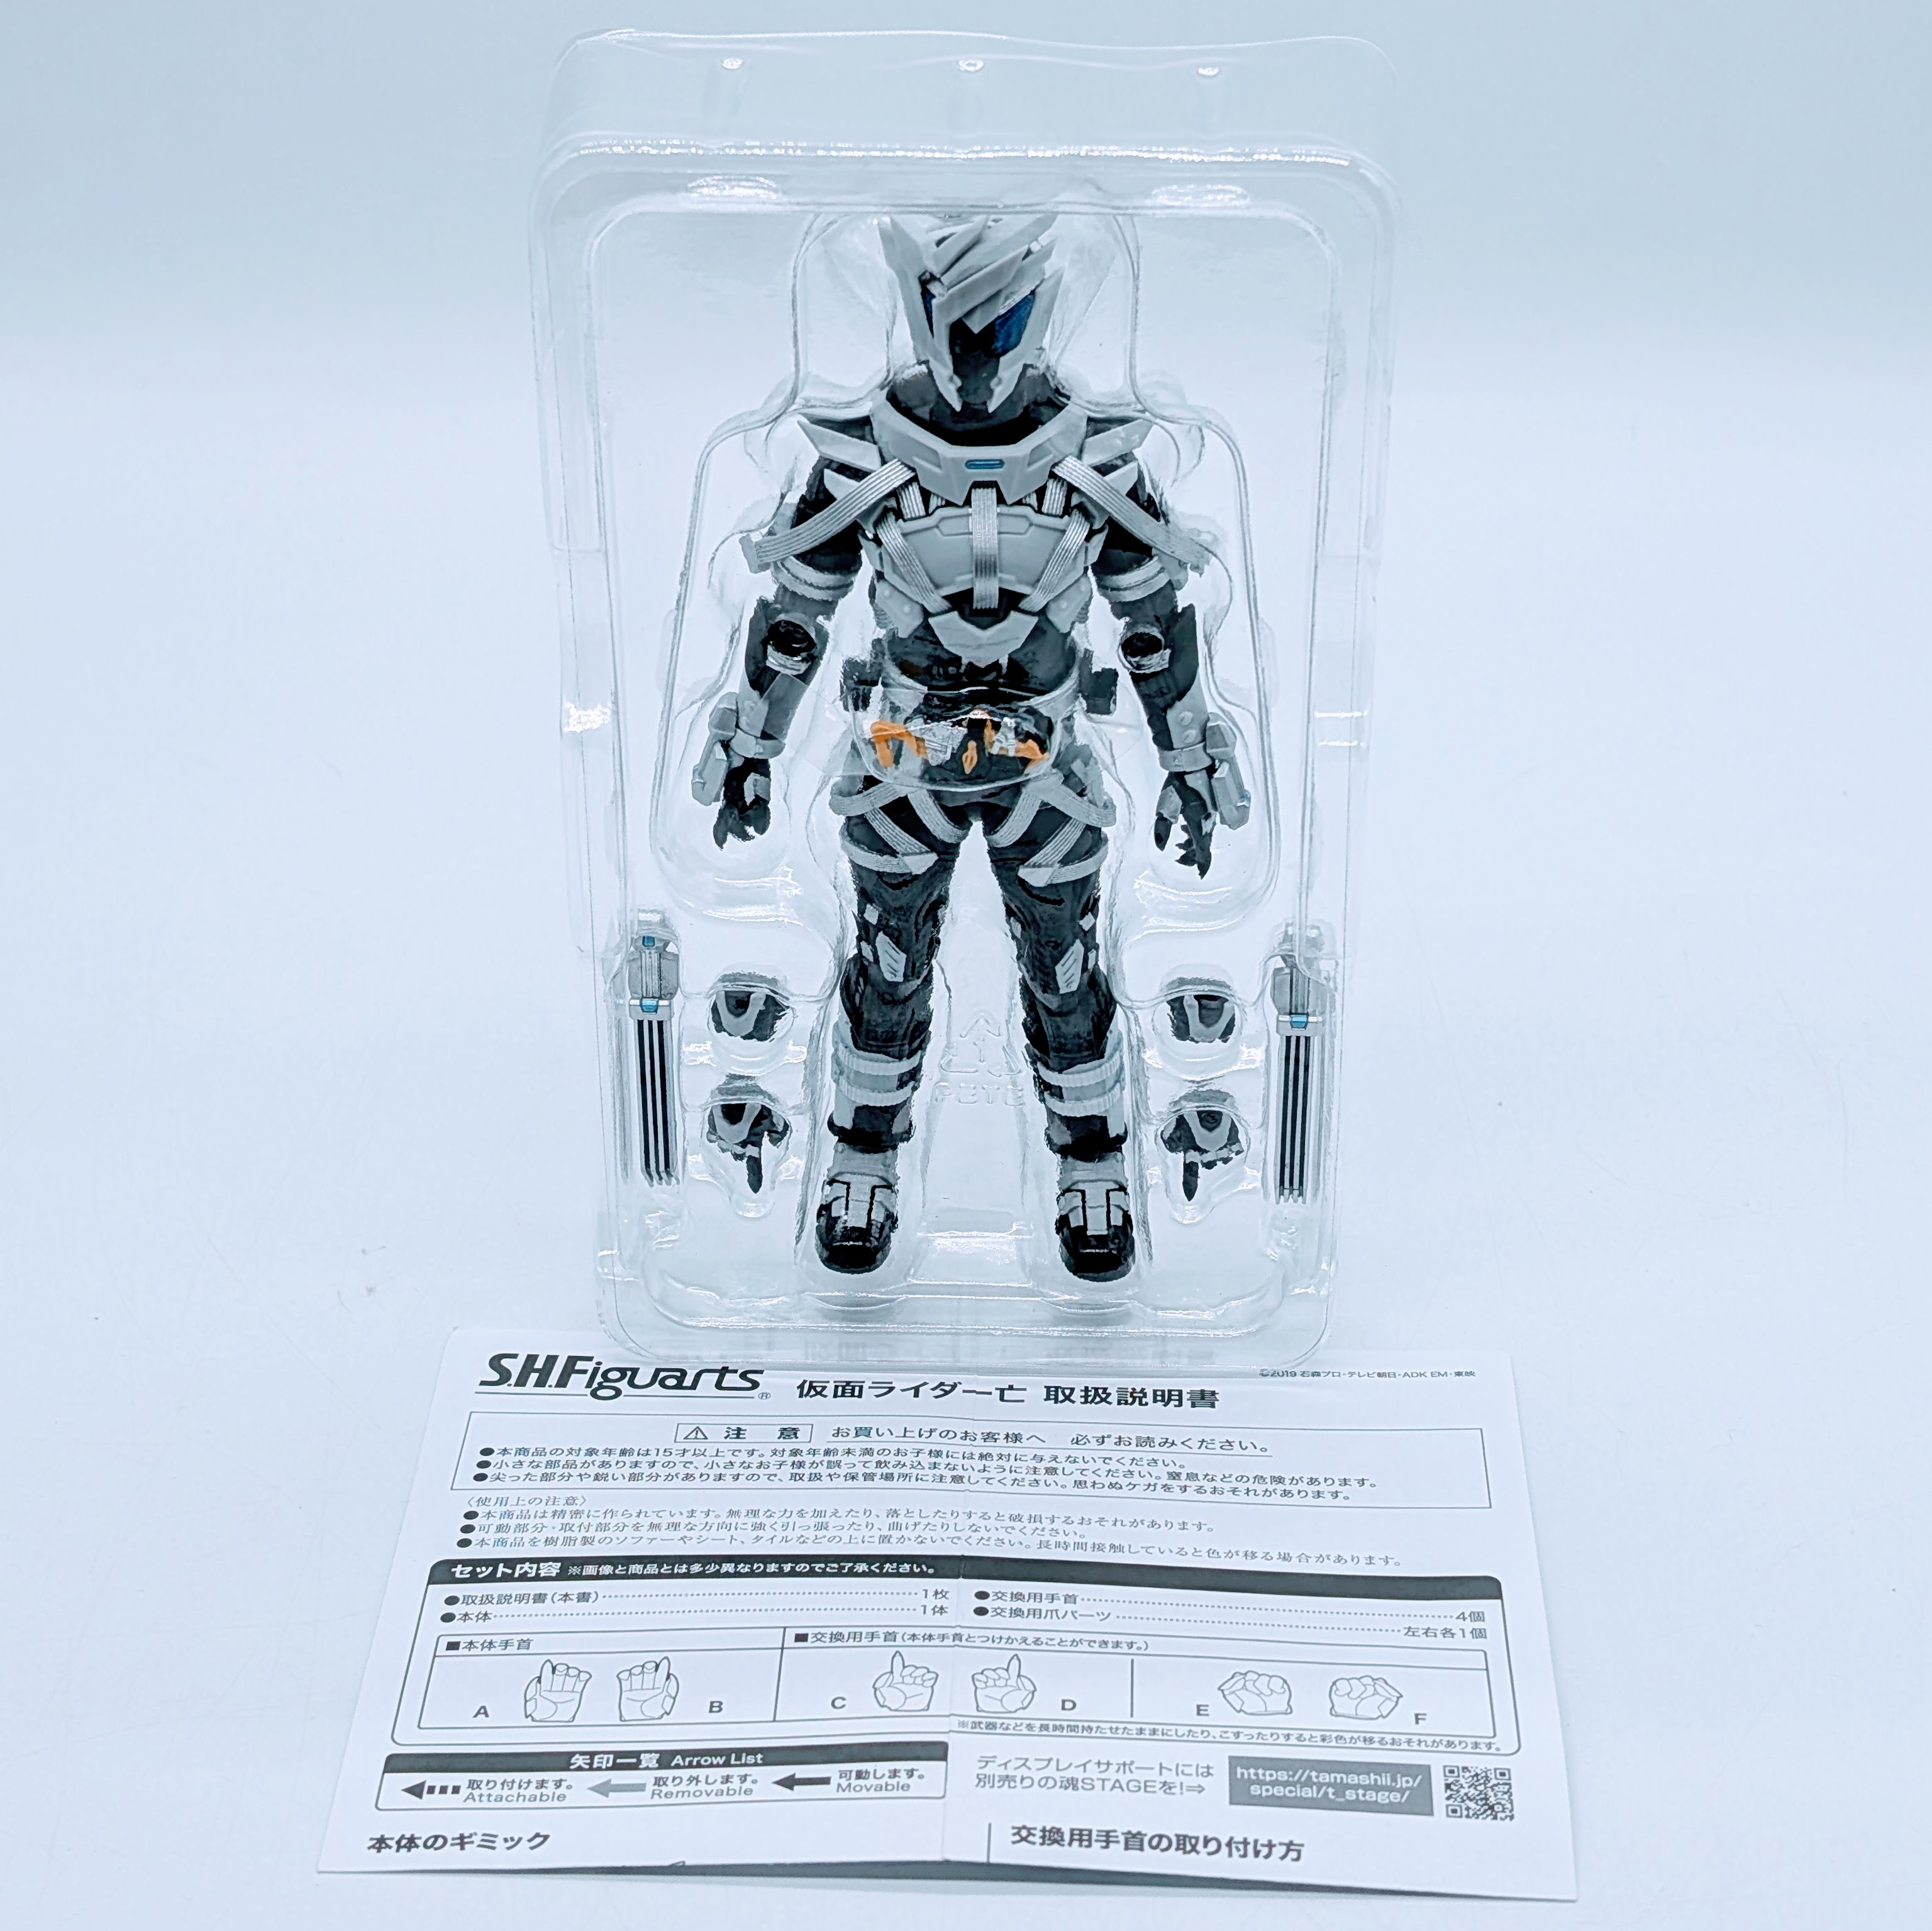 PETE
S.H.Figuarts® 仮面ライダー亡 取扱説明書
©2019 石森プロ・テレビ朝日・ADK EM・東映
⚠ 注 意 お買い上げのお客様へ 必ずお読みください。
●本商品の対象年齢は15才以上です。対象年齢未満のお子様には絶対に与えないでください。
●小さな部品がありますので、小さなお子様が誤って飲み込まないように注意してください。窒息などの危険があります。
●尖った部分や鋭い部分がありますので、取扱や保管場所に注意してください。思わぬケガをするおそれがあります。
〈使用上の注意〉
●本商品は精密に作られています。無理な力を加えたり、落としたりすると破損するおそれがあります。
●可動部分・取付部分を無理な方向に強く引っ張ったり、曲げたりしないでください。
●本商品を樹脂製のソファーやシート、タイルなどの上に置かないでください。長時間接触していると色が移る場合があります。
セット内容 ※画像と商品とは多少異なりますのでご了承ください。
●取扱説明書(本書)………1枚
●本体………1体
●交換用手首………4個
●交換用爪パーツ………左右各1個
■本体手首
■交換用手首(本体手首とつけかえることができます。)
A B C D E F
※武器などを長時間持たせたままにしたり、こすったりすると彩色が移るおそれがあります。
矢印一覧 Arrow List
取り付けます。 取り外します。 可動します。
Attachable Removable Movable
ディスプレイサポートには
別売りの魂STAGEを!⇒
https://tamashii.jp/
special/t_stage/
本体のギミック
交換用手首の取り付け方